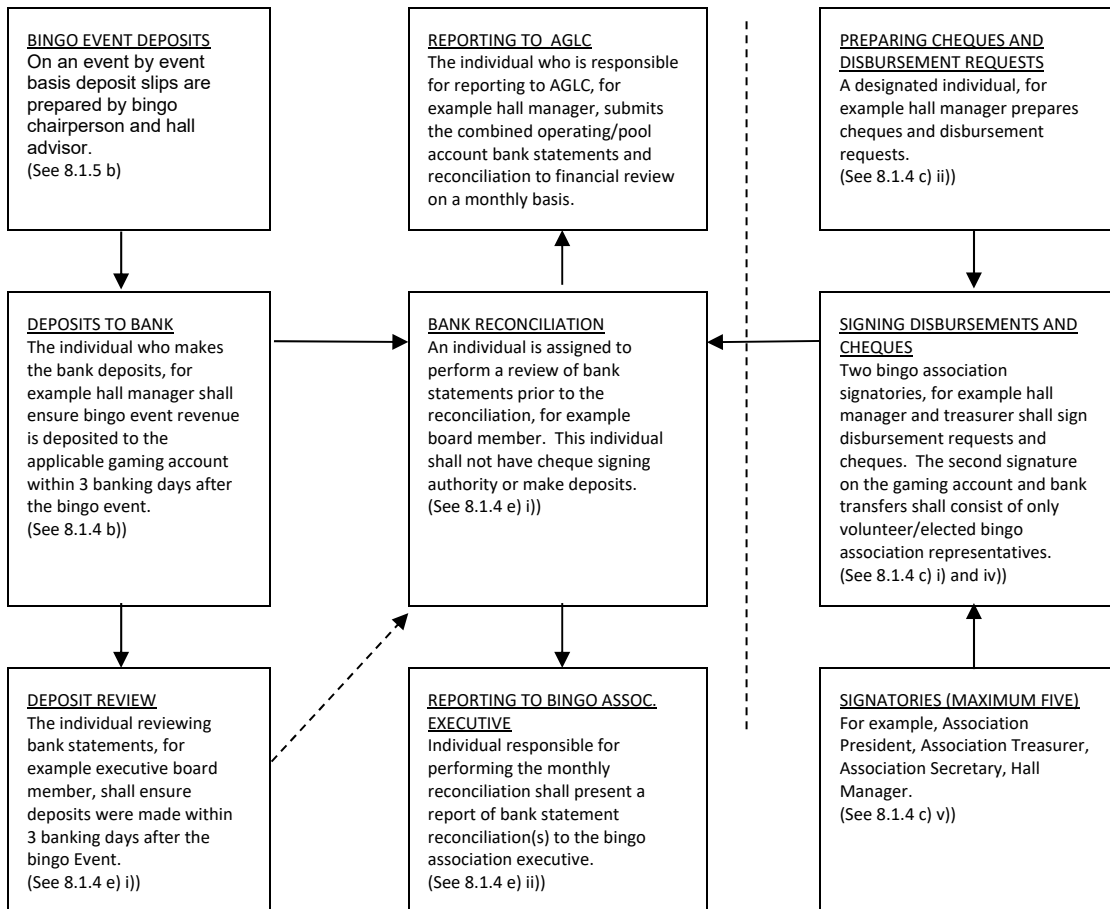 BINGO EVENT DEPOSITS
On an event by event
basis deposit slips are
prepared by bingo
chairperson and hall
advisor.
(See 8.1.5 b)
REPORTING TO  AGLC
The individual who is responsible
for reporting to AGLC, for
example hall manager, submits
the combined operating/pool
account bank statements and
reconciliation to financial review
on a monthly basis.
PREPARING CHEQUES AND
DISBURSEMENT REQUESTS
A designated individual, for
example hall manager prepares
cheques and disbursement
requests.
(See 8.1.4 c) ii))
DEPOSITS TO BANK
The individual who makes
the bank deposits, for
example hall manager shall
ensure bingo event revenue
is deposited to the
applicable gaming account
within 3 banking days after
the bingo event.
(See 8.1.4 b))
BANK RECONCILIATION
An individual is assigned to
perform a review of bank
statements prior to the
reconciliation, for example
board member.  This individual
shall not have cheque signing
authority or make deposits.
(See 8.1.4 e) i))
SIGNING DISBURSEMENTS AND
CHEQUES
Two bingo association
signatories, for example hall
manager and treasurer shall sign
disbursement requests and
cheques.  The second signature
on the gaming account and bank
transfers shall consist of only
volunteer/elected bingo
association representatives.
(See 8.1.4 c) i) and iv))
DEPOSIT REVIEW
The individual reviewing
bank statements, for
example executive board
member, shall ensure
deposits were made within
3 banking days after the
bingo Event.
(See 8.1.4 e) i))
REPORTING TO BINGO ASSOC.
EXECUTIVE
Individual responsible for
performing the monthly
reconciliation shall present a
report of bank statement
reconciliation(s) to the bingo
association executive.
(See 8.1.4 e) ii))
SIGNATORIES (MAXIMUM FIVE)
For example, Association
President, Association Treasurer,
Association Secretary, Hall
Manager.
(See 8.1.4 c) v))